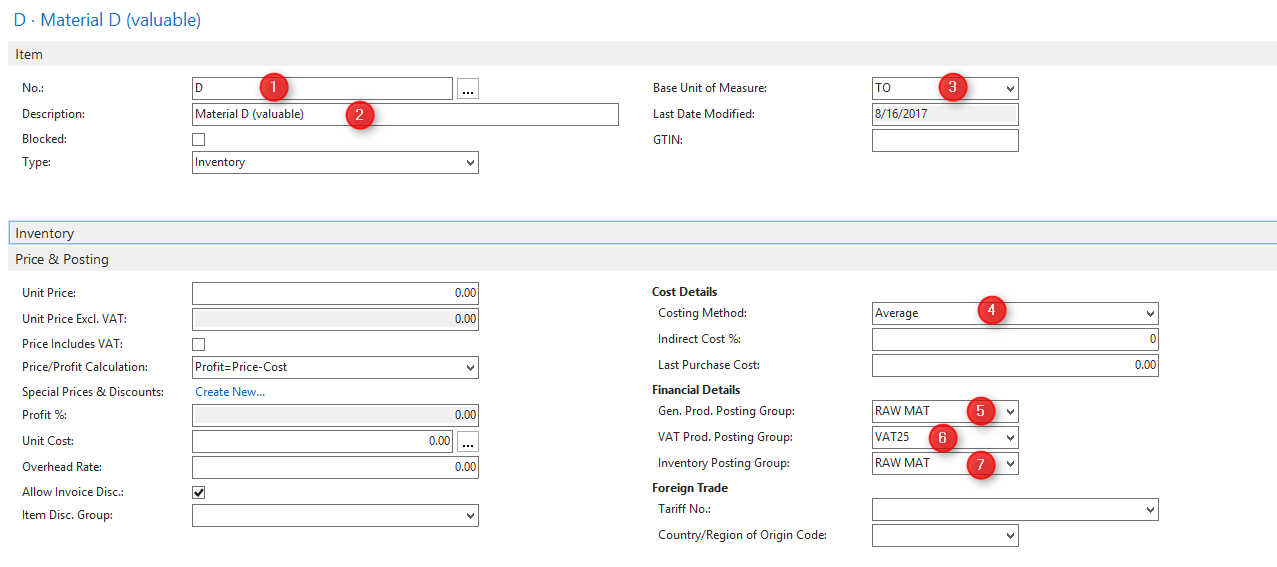 D · Material D (valuable)
Item
No.: D 1 ...
Description: Material D (valuable) 2
Blocked:
Type: Inventory
Base Unit of Measure: TO 3
Last Date Modified: 8/16/2017
GTIN:
Inventory
Price & Posting
Unit Price: 0.00
Unit Price Excl. VAT: 0.00
Price Includes VAT:
Price/Profit Calculation: Profit=Price-Cost
Special Prices & Discounts: Create New...
Profit %: 0.00
Unit Cost: 0.00 ...
Overhead Rate: 0.00
Allow Invoice Disc.:
Item Disc. Group:
Cost Details
Costing Method: Average 4
Indirect Cost %: 0
Last Purchase Cost: 0.00
Financial Details
Gen. Prod. Posting Group: RAW MAT 5
VAT Prod. Posting Group: VAT25 6
Inventory Posting Group: RAW MAT 7
Foreign Trade
Tariff No.:
Country/Region of Origin Code: